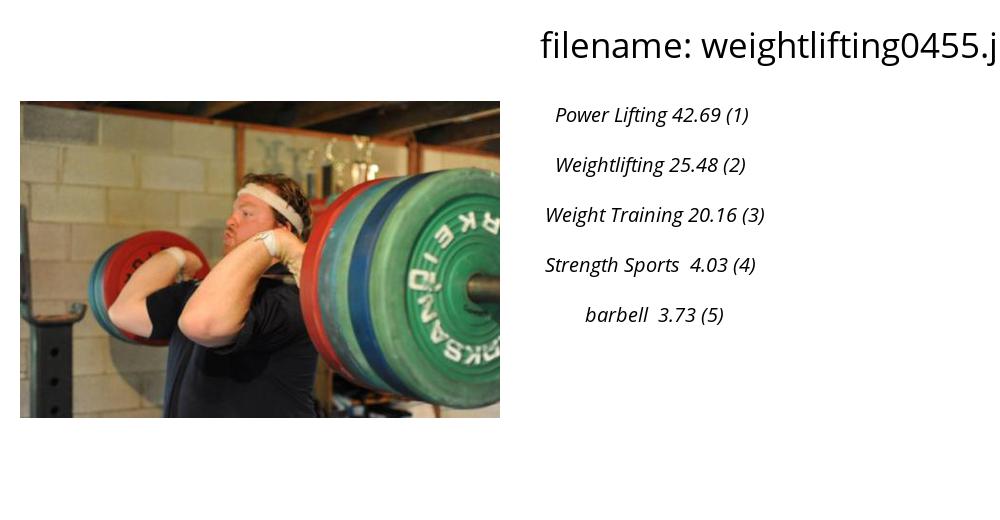 filename: weightlifting0455.j
Power Lifting 42.69 (1)
Weightlifting 25.48 (2)
Weight Training 20.16 (3)
Strength Sports 4.03 (4)
barbell 3.73 (5)